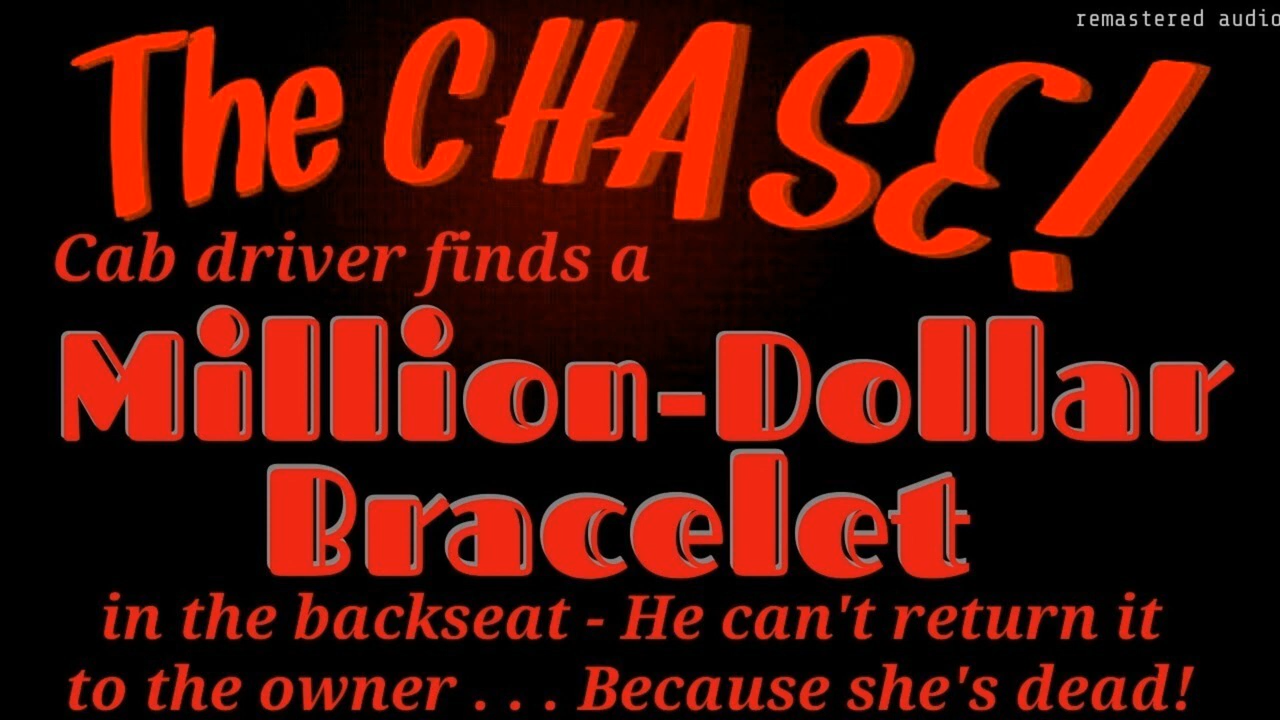 remastered audio
The CHASE!
Cab driver finds a
Million-Dollar
Bracelet
in the backseat - He can't return it
to the owner . . . Because she's dead!